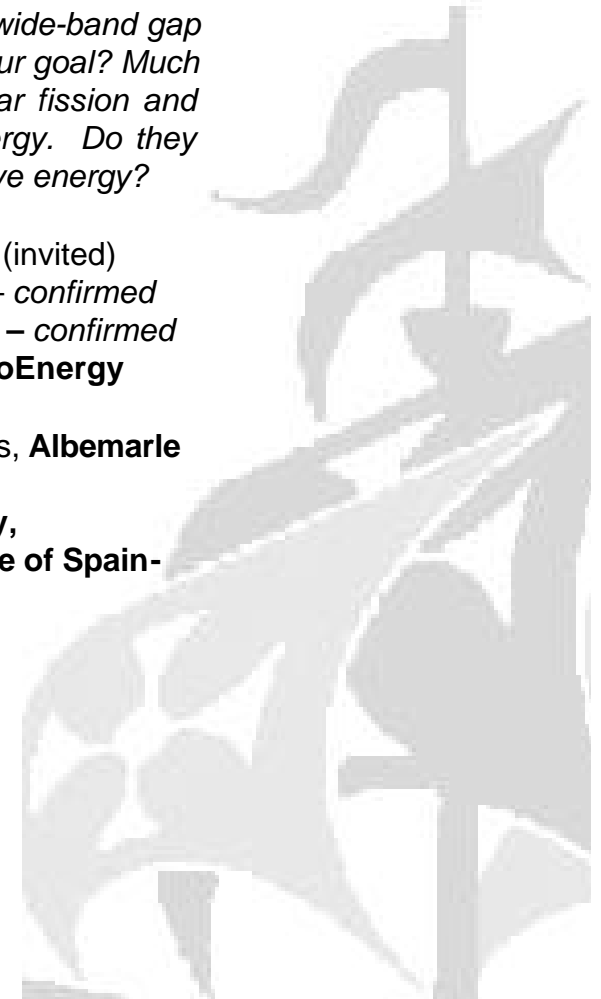 wide-band gap
ur goal? Much
ar fission and
ergy. Do they
ve energy?
(invited)
- confirmed
– confirmed
oEnergy
s, Albemarle
y,
e of Spain-